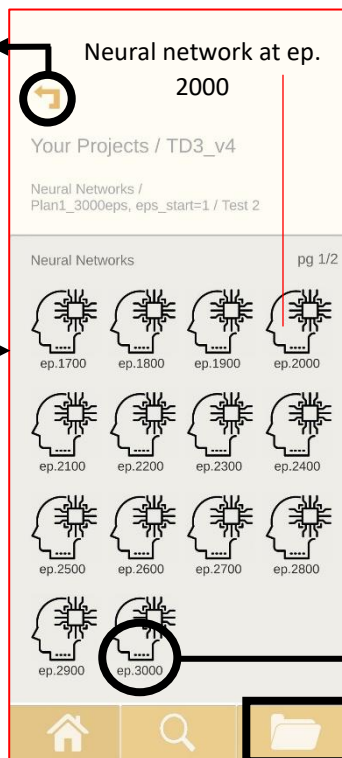 Neural network at ep.
2000
Your Projects / TD3_v4
Neural Networks /
Plan1_3000eps, eps_start=1 / Test 2
Neural Networks pg 1/2
ep.1700 ep.1800 ep.1900 ep.2000
ep.2100 ep.2200 ep.2300 ep.2400
ep.2500 ep.2600 ep.2700 ep.2800
ep.2900 ep.3000